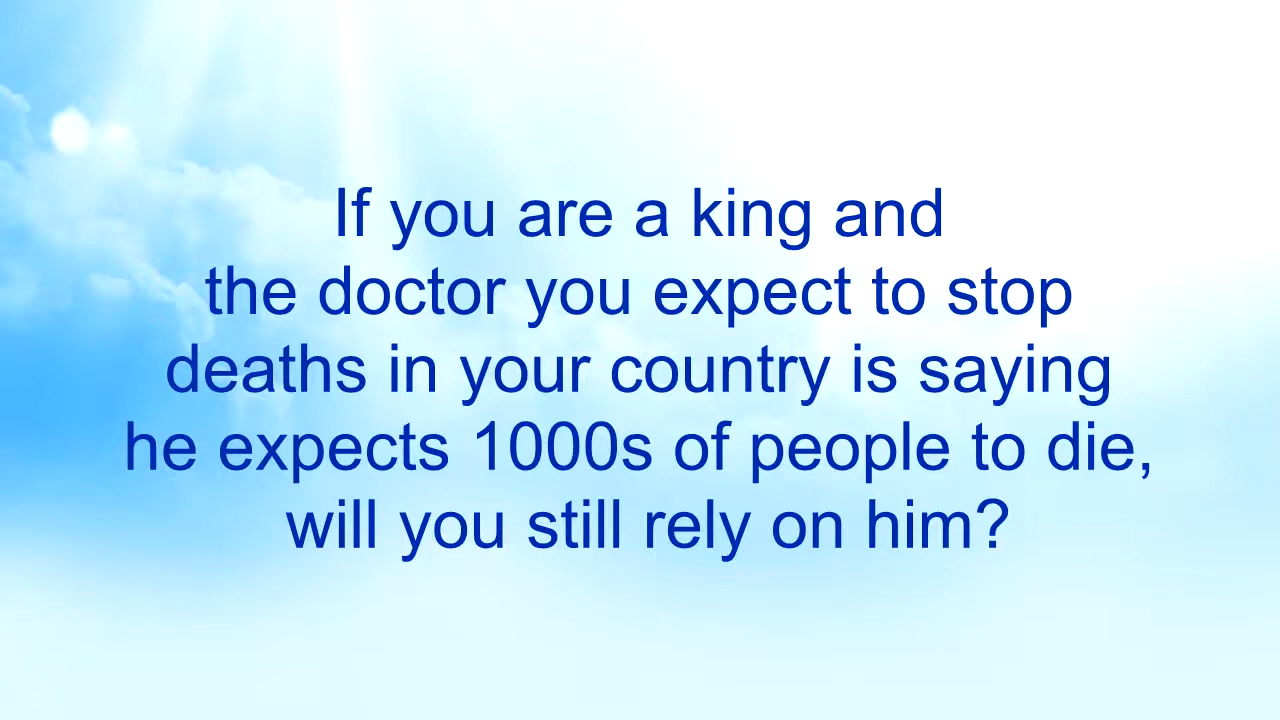 If you are a king and
the doctor you expect to stop
deaths in your country is saying
he expects 1000s of people to die,
will you still rely on him?